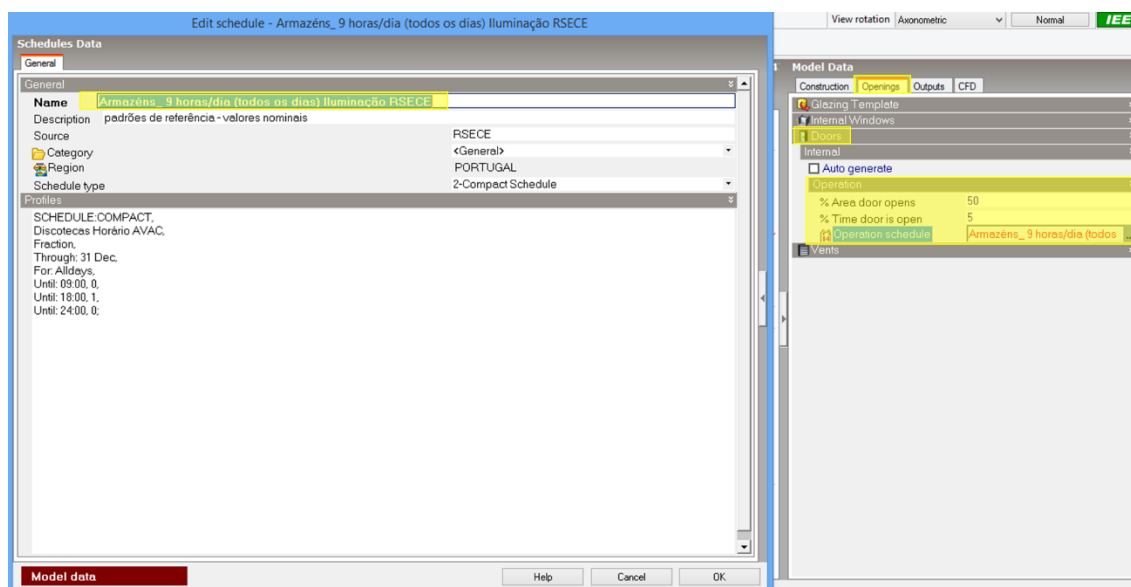 Edit schedule - Armazéns_ 9 horas/dia (todos os dias) Iluminação RSECE
Schedules Data
General
General
Name Armazéns_ 9 horas/dia (todos os dias) Iluminação RSECE
Description padrões de referência - valores nominais
Source RSECE
Category <General>
Region PORTUGAL
Schedule type 2-Compact Schedule
Profiles
SCHEDULE:COMPACT,
Discotecas Horário AVAC,
Fraction,
Through: 31 Dec,
For: Alldays,
Until: 09:00, 0,
Until: 18:00, 1,
Until: 24:00, 0;
Model data
Help Cancel OK
View rotation Axonometric Normal IEE
Model Data
Construction Openings Outputs CFD
Glazing Template
Internal Windows
Doors
Internal
Auto generate
Operation
% Area door opens 50
% Time door is open 5
Operation schedule Armazéns_ 9 horas/dia (todos ...
Vents